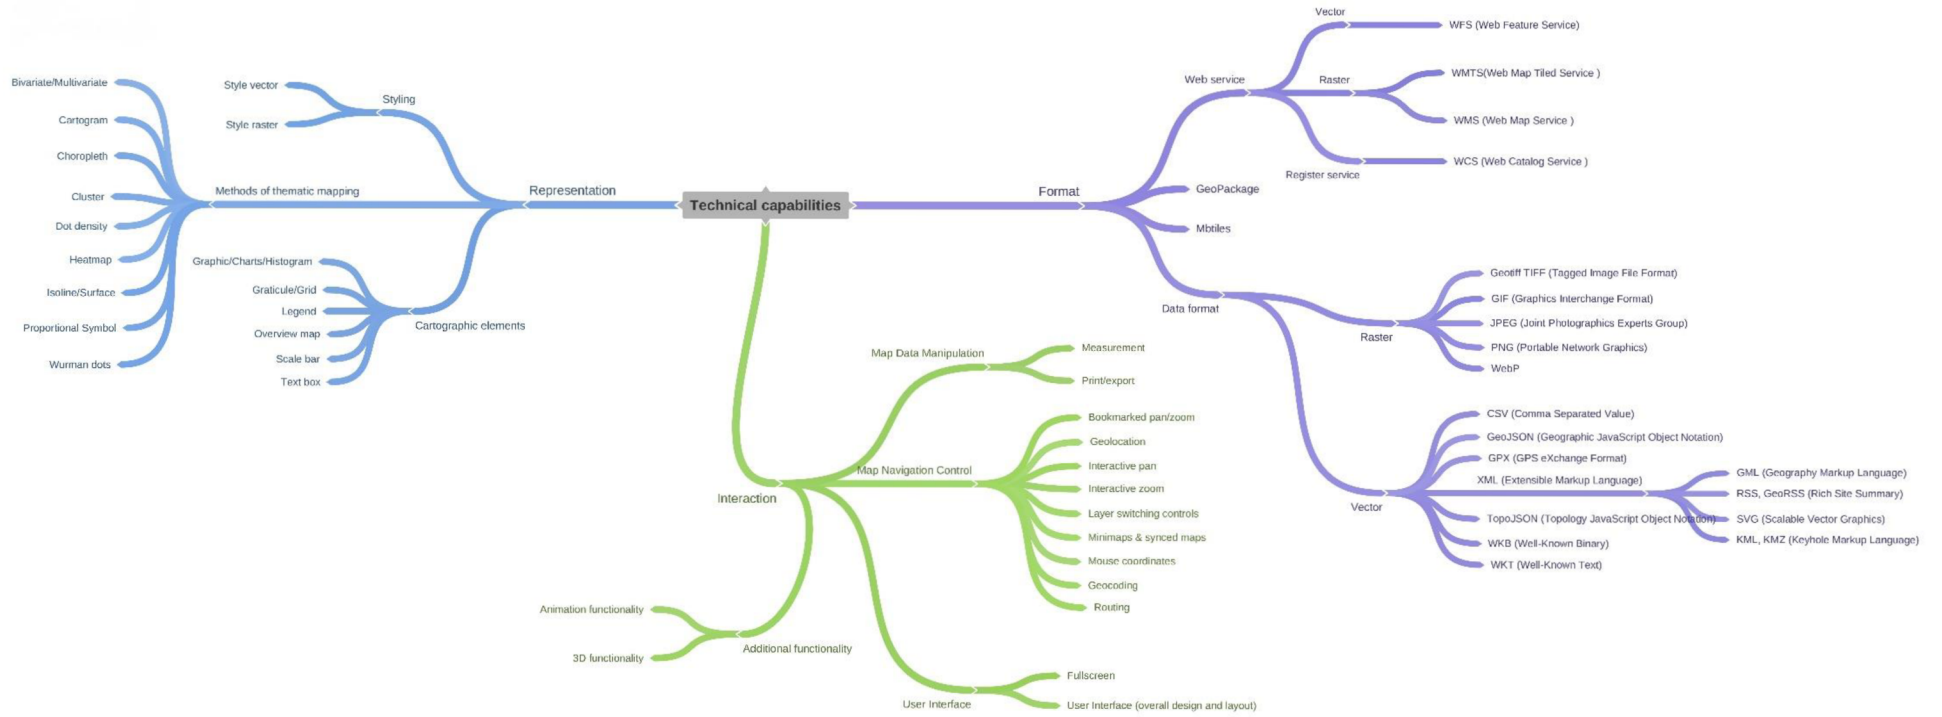 Technical capabilities
Representation
Styling
Style vector
Style raster
Methods of thematic mapping
Bivariate/Multivariate
Cartogram
Choropleth
Cluster
Dot density
Heatmap
Isoline/Surface
Proportional Symbol
Wurman dots
Cartographic elements
Graphic/Charts/Histogram
Graticule/Grid
Legend
Overview map
Scale bar
Text box
Format
Web service
Vector
WFS (Web Feature Service)
Raster
WMTS(Web Map Tiled Service )
WMS (Web Map Service )
Register service
WCS (Web Catalog Service )
GeoPackage
Mbtiles
Data format
Raster
Geotiff TIFF (Tagged Image File Format)
GIF (Graphics Interchange Format)
JPEG (Joint Photographics Experts Group)
PNG (Portable Network Graphics)
WebP
Vector
CSV (Comma Separated Value)
GeoJSON (Geographic JavaScript Object Notation)
GPX (GPS eXchange Format)
XML (Extensible Markup Language)
GML (Geography Markup Language)
RSS, GeoRSS (Rich Site Summary)
SVG (Scalable Vector Graphics)
KML, KMZ (Keyhole Markup Language)
TopoJSON (Topology JavaScript Object Notation)
WKB (Well-Known Binary)
WKT (Well-Known Text)
Interaction
Map Data Manipulation
Measurement
Print/export
Map Navigation Control
Bookmarked pan/zoom
Geolocation
Interactive pan
Interactive zoom
Layer switching controls
Minimaps & synced maps
Mouse coordinates
Geocoding
Routing
Additional functionality
Animation functionality
3D functionality
User Interface
Fullscreen
User Interface (overall design and layout)